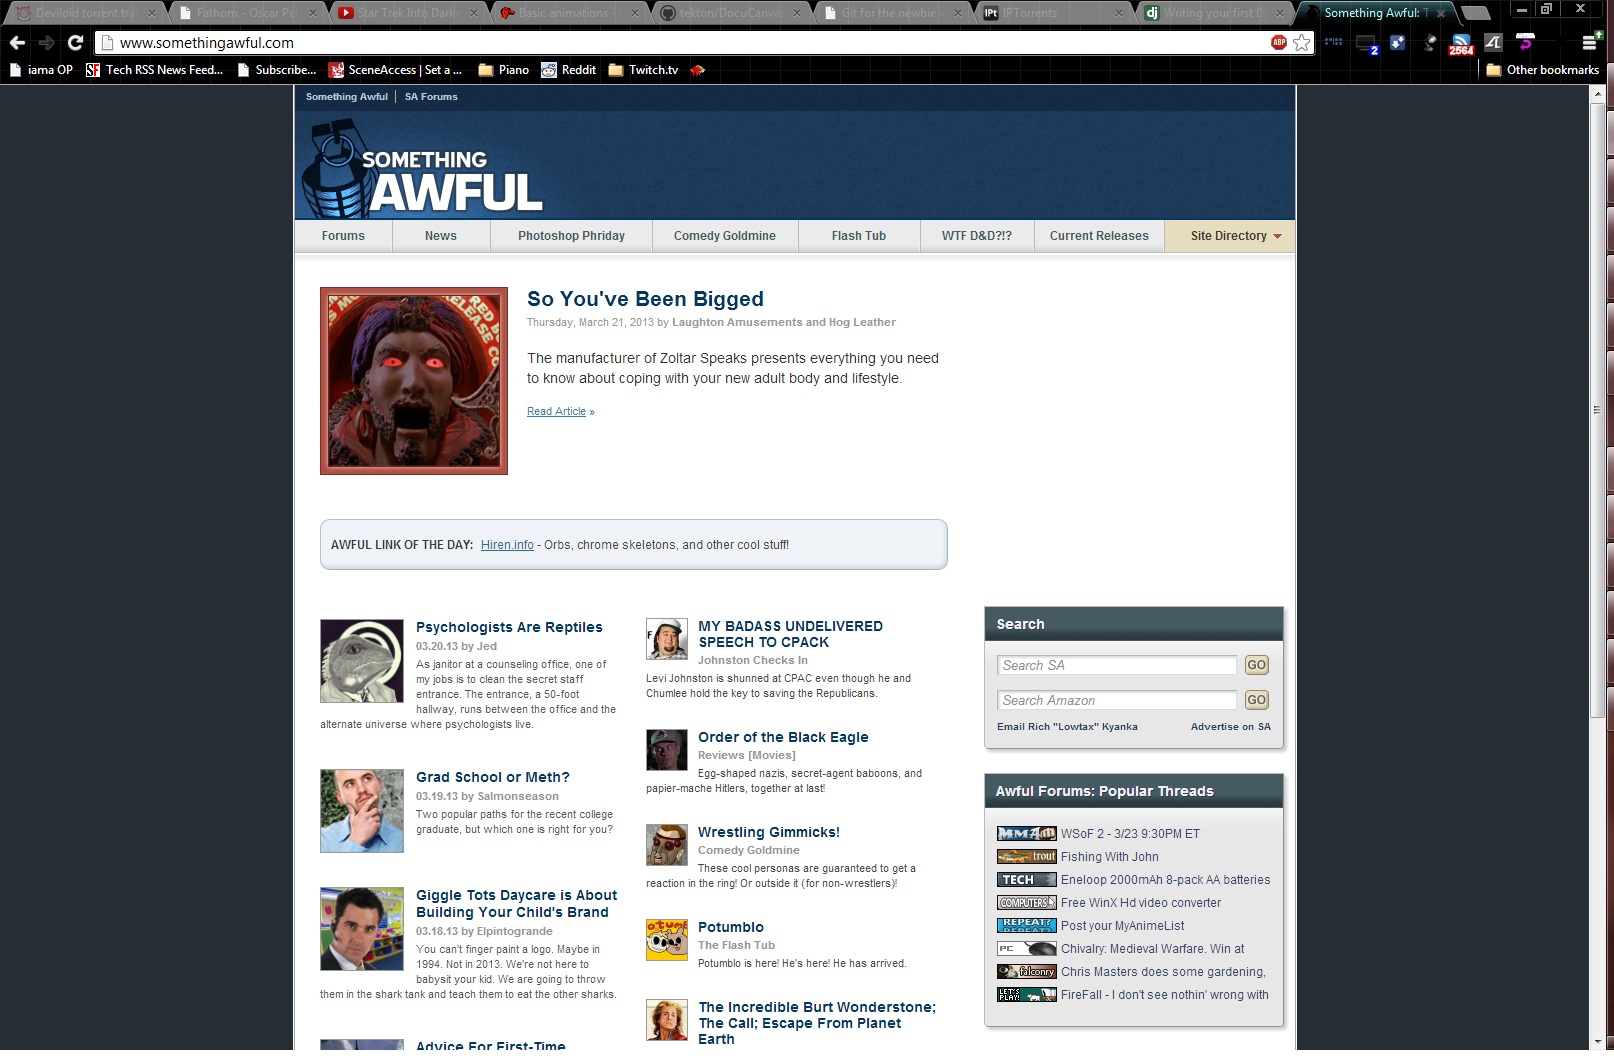 Deviloid torrent tra
Fathom - Oscar Pe
Star Trek Into Dark
Basic animations
tekton/DjaguCanva
Git for the newbie
IPTorrents
Writing your first D
Something Awful: T
www.somethingawful.com
ABP
2
2564
iama OP
Tech RSS News Feed...
Subscribe...
SceneAccess | Set a ...
Piano
Reddit
Twitch.tv
Other bookmarks
Something Awful | SA Forums
SOMETHING
AWFUL
Forums
News
Photoshop Phriday
Comedy Goldmine
Flash Tub
WTF D&D?!?
Current Releases
Site Directory
So You've Been Bigged
Thursday, March 21, 2013 by Laughton Amusements and Hog Leather
The manufacturer of Zoltar Speaks presents everything you need
to know about coping with your new adult body and lifestyle.
Read Article »
AWFUL LINK OF THE DAY: Hiren.info - Orbs, chrome skeletons, and other cool stuff!
Psychologists Are Reptiles
03.20.13 by Jed
As janitor at a counseling office, one of
my jobs is to clean the secret staff
entrance. The entrance, a 50-foot
hallway, runs between the office and the
alternate universe where psychologists live.
Grad School or Meth?
03.19.13 by Salmonseason
Two popular paths for the recent college
graduate, but which one is right for you?
Giggle Tots Daycare is About
Building Your Child's Brand
03.18.13 by Elpintogrande
You can't finger paint a logo. Maybe in
1994. Not in 2013. We're not here to
babysit your kid. We are going to throw
them in the shark tank and teach them to eat the other sharks.
Advice For First-Time
MY BADASS UNDELIVERED
SPEECH TO CPACK
Johnston Checks In
Levi Johnston is shunned at CPAC even though he and
Chumlee hold the key to saving the Republicans.
Order of the Black Eagle
Reviews [Movies]
Egg-shaped nazis, secret-agent baboons, and
papier-mache Hitlers, together at last!
Wrestling Gimmicks!
Comedy Goldmine
These cool personas are guaranteed to get a
reaction in the ring! Or outside it (for non-wrestlers)!
Potumblo
The Flash Tub
Potumblo is here! He's here! He has arrived.
The Incredible Burt Wonderstone;
The Call; Escape From Planet
Earth
Search
Search SA
GO
Search Amazon
GO
Email Rich "Lowtax" Kyanka
Advertise on SA
Awful Forums: Popular Threads
MMA WSoF 2 - 3/23 9:30PM ET
trout Fishing With John
TECH Eneloop 2000mAh 8-pack AA batteries
COMPUTERS Free WinX Hd video converter
REPEAT? Post your MyAnimeList
PC Chivalry: Medieval Warfare. Win at
falconry Chris Masters does some gardening,
LET'S PLAY! FireFall - I don't see nothin' wrong with